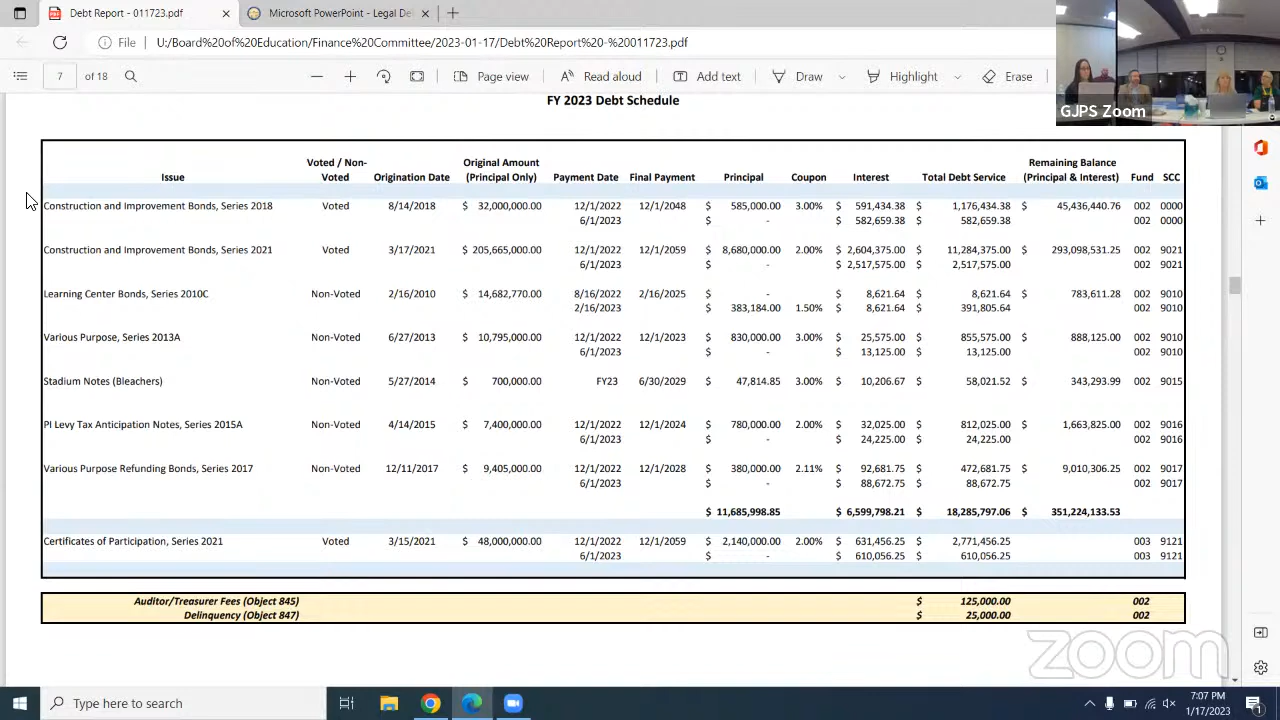 Debt Report - 011723.pdf
Microsoft PowerPoint - Legal De
File
U:/Board%20of%20Education/Finance%20Committee/2023-01-17/Debt%20Report%20-%20011723.pdf
7 of 18 Page view Read aloud Add text Draw Highlight Erase
GJPS Zoom
FY 2023 Debt Schedule
Voted / Non- Original Amount Remaining Balance
Issue Voted Origination Date (Principal Only) Payment Date Final Payment Principal Coupon Interest Total Debt Service (Principal & Interest) Fund SCC
Construction and Improvement Bonds, Series 2018 Voted 8/14/2018 $ 32,000,000.00 12/1/2022 12/1/2048 $ 585,000.00 3.00% $ 591,434.38 $ 1,176,434.38 $ 45,436,440.76 002 0000
6/1/2023 $ - $ 582,659.38 $ 582,659.38 002 0000
Construction and Improvement Bonds, Series 2021 Voted 3/17/2021 $ 205,665,000.00 12/1/2022 12/1/2059 $ 8,680,000.00 2.00% $ 2,604,375.00 $ 11,284,375.00 $ 293,098,531.25 002 9021
6/1/2023 $ - $ 2,517,575.00 $ 2,517,575.00 002 9021
Learning Center Bonds, Series 2010C Non-Voted 2/16/2010 $ 14,682,770.00 8/16/2022 2/16/2025 $ - $ 8,621.64 $ 8,621.64 $ 783,611.28 002 9010
2/16/2023 $ 383,184.00 1.50% $ 8,621.64 $ 391,805.64 002 9010
Various Purpose, Series 2013A Non-Voted 6/27/2013 $ 10,795,000.00 12/1/2022 12/1/2023 $ 830,000.00 3.00% $ 25,575.00 $ 855,575.00 $ 888,125.00 002 9010
6/1/2023 $ - $ 13,125.00 $ 13,125.00 002 9010
Stadium Notes (Bleachers) Non-Voted 5/27/2014 $ 700,000.00 FY23 6/30/2029 $ 47,814.85 3.00% $ 10,206.67 $ 58,021.52 $ 343,293.99 002 9015
PI Levy Tax Anticipation Notes, Series 2015A Non-Voted 4/14/2015 $ 7,400,000.00 12/1/2022 12/1/2024 $ 780,000.00 2.00% $ 32,025.00 $ 812,025.00 $ 1,663,825.00 002 9016
6/1/2023 $ - $ 24,225.00 $ 24,225.00 002 9016
Various Purpose Refunding Bonds, Series 2017 Non-Voted 12/11/2017 $ 9,405,000.00 12/1/2022 12/1/2028 $ 380,000.00 2.11% $ 92,681.75 $ 472,681.75 $ 9,010,306.25 002 9017
6/1/2023 $ - $ 88,672.75 $ 88,672.75 002 9017
$ 11,685,998.85 $ 6,599,798.21 $ 18,285,797.06 $ 351,224,133.53
Certificates of Participation, Series 2021 Voted 3/15/2021 $ 48,000,000.00 12/1/2022 12/1/2059 $ 2,140,000.00 2.00% $ 631,456.25 $ 2,771,456.25 003 9121
6/1/2023 $ - $ 610,056.25 $ 610,056.25 003 9121
Auditor/Treasurer Fees (Object 845) $ 125,000.00 002
Delinquency (Object 847) $ 25,000.00 002
zoom
Type here to search
7:07 PM
1/17/2023